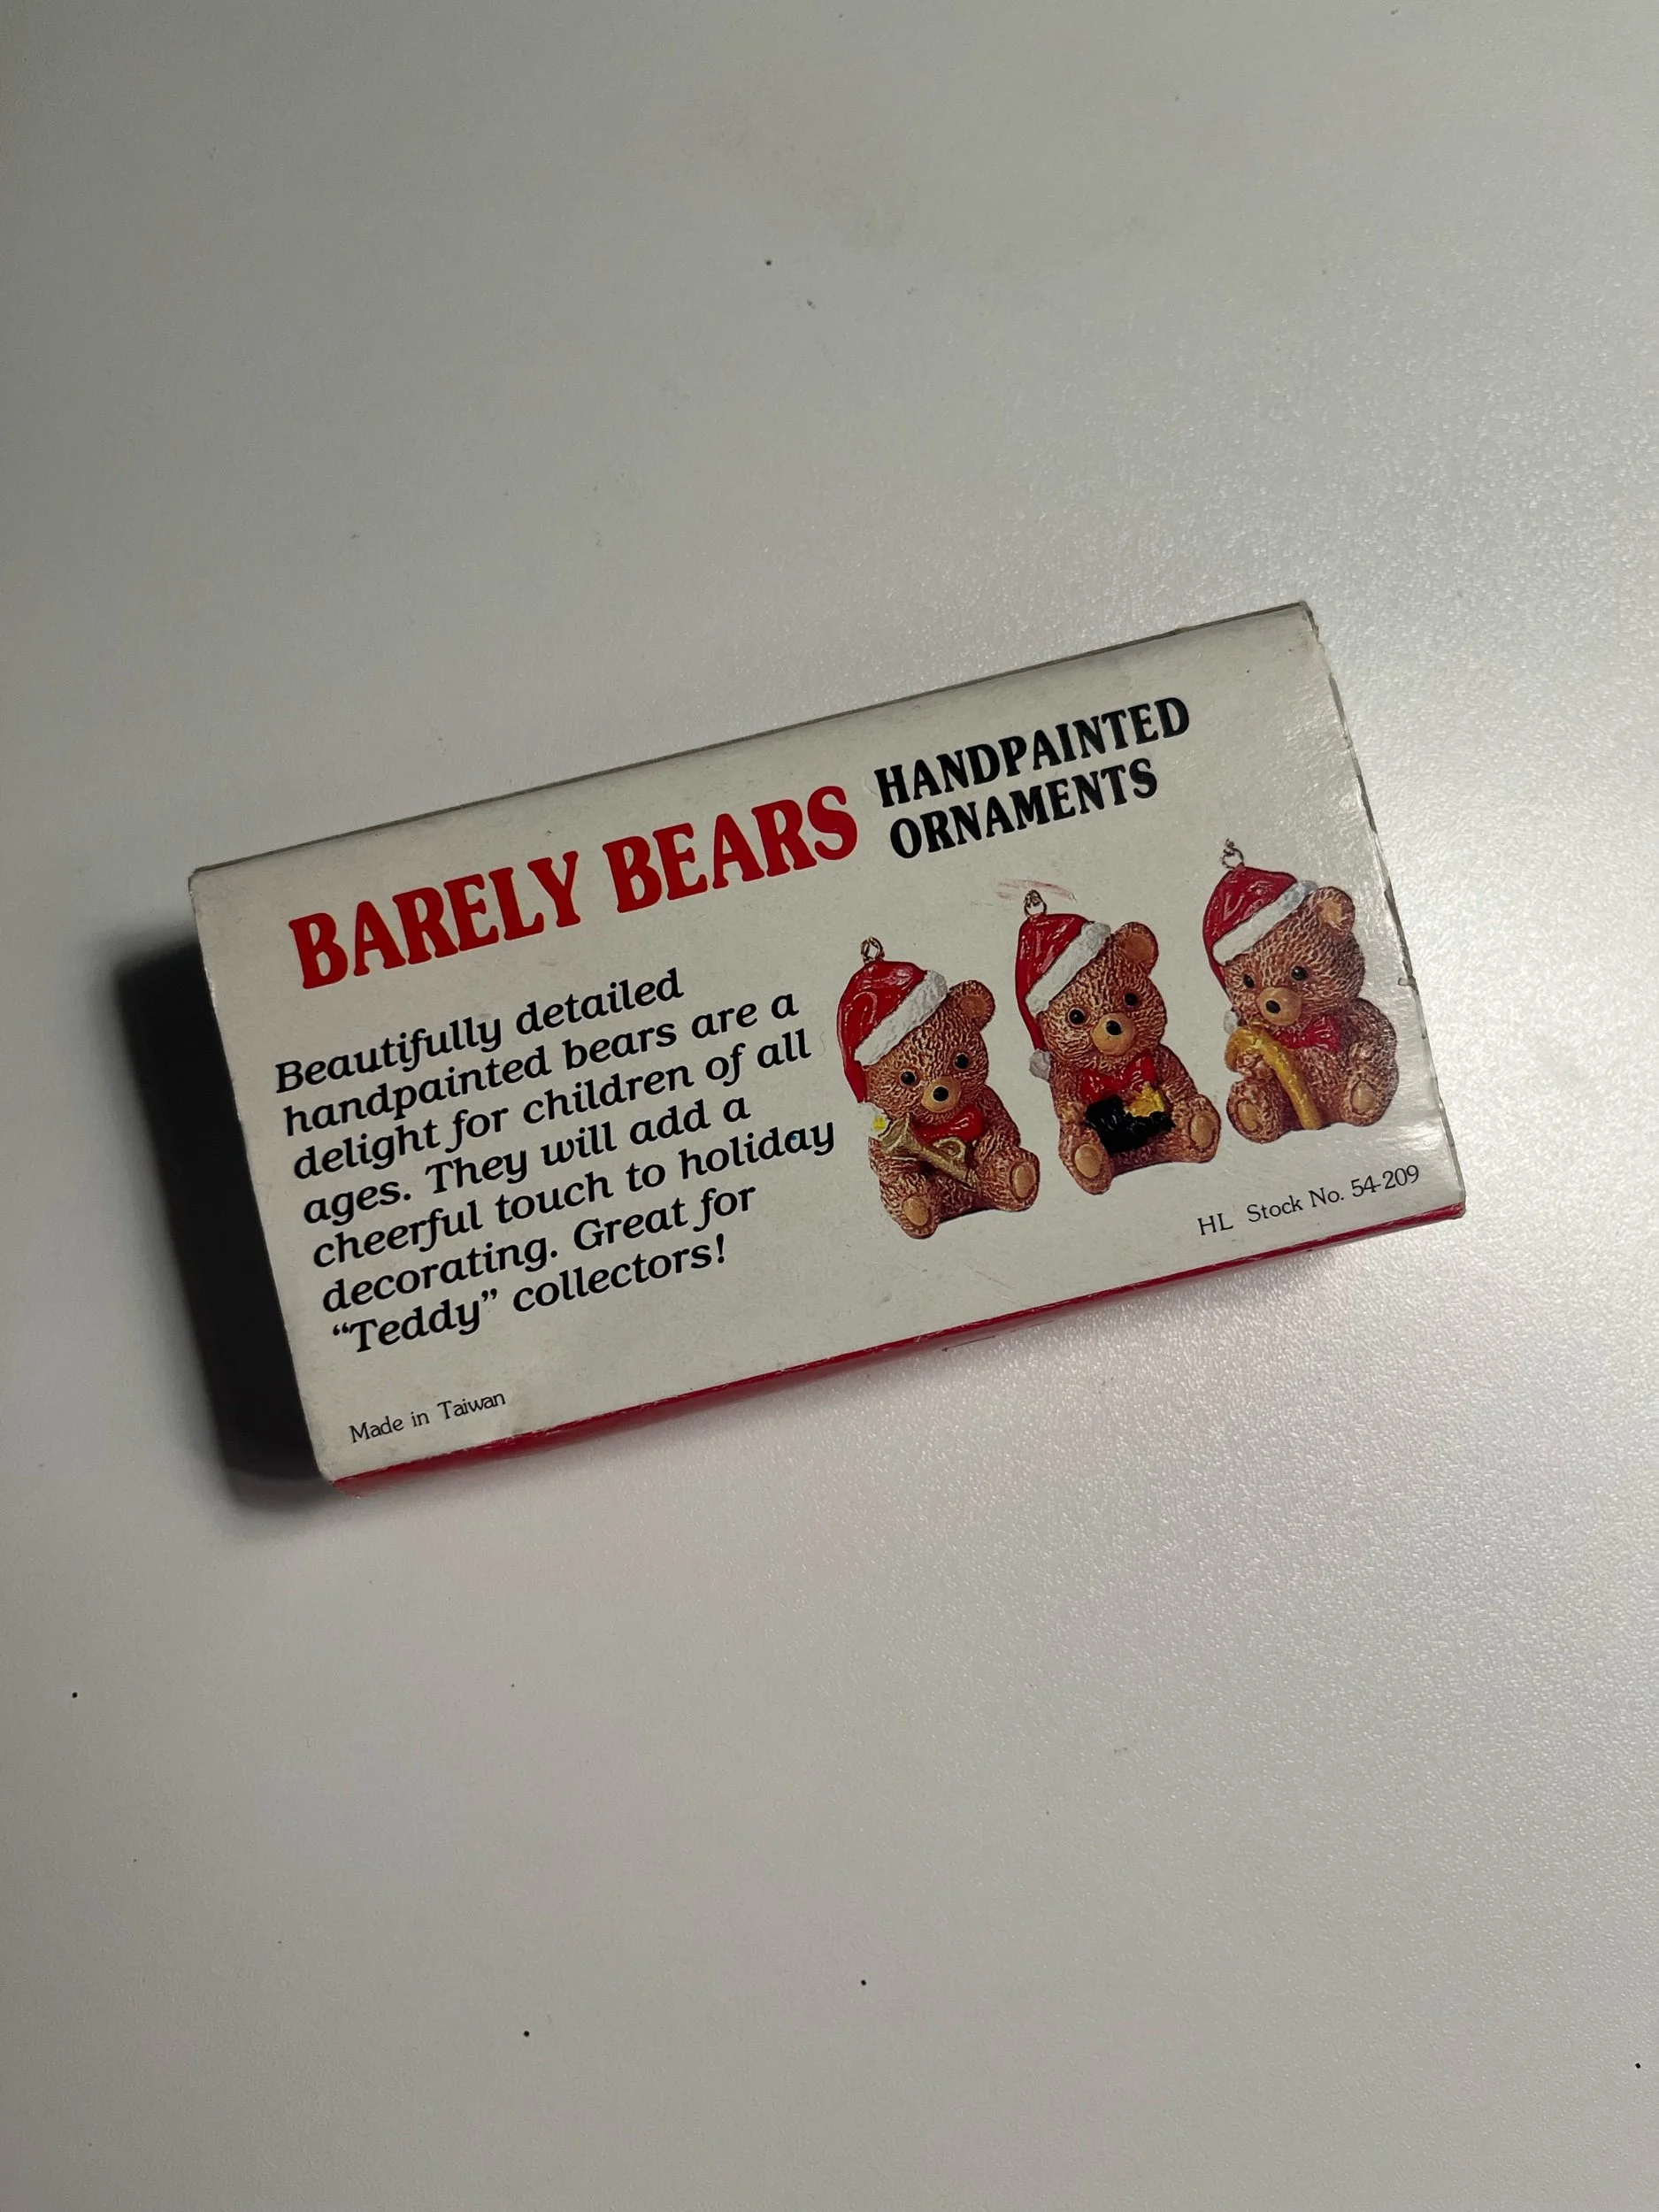 BARELY BEARS
HANDPAINTED
ORNAMENTS
Beautifully detailed
handpainted bears are a
delight for children of all
ages. They will add a
cheerful touch to holiday
decorating. Great for
“Teddy” collectors!
Made in Taiwan
HL Stock No. 54-209